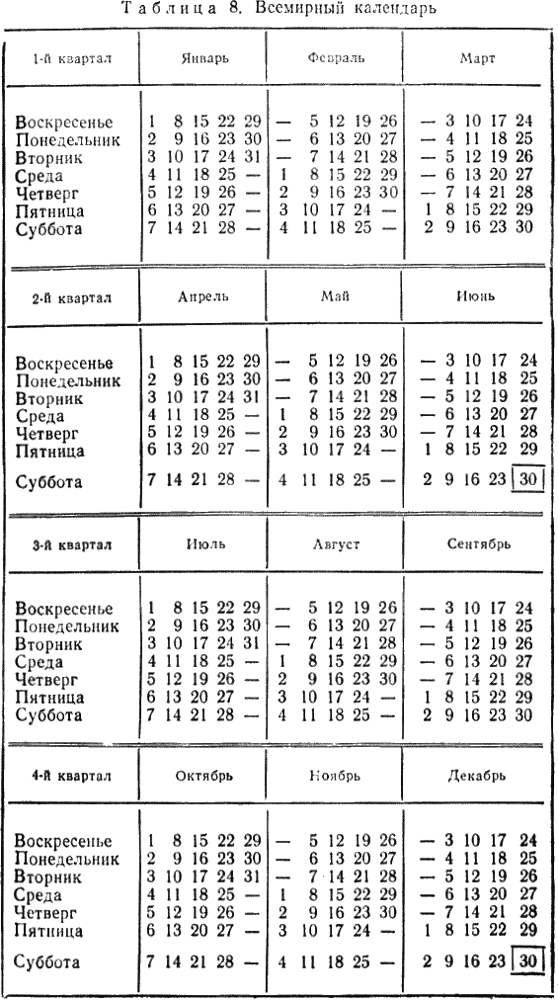 Таблица 8. Всемирный календарь
1-й квартал Январь Февраль Март
Воскресенье 1 8 15 22 29 — 5 12 19 26 — 3 10 17 24
Понедельник 2 9 16 23 30 — 6 13 20 27 — 4 11 18 25
Вторник 3 10 17 24 31 — 7 14 21 28 — 5 12 19 26
Среда 4 11 18 25 — 1 8 15 22 29 — 6 13 20 27
Четверг 5 12 19 26 — 2 9 16 23 30 — 7 14 21 28
Пятница 6 13 20 27 — 3 10 17 24 — 1 8 15 22 29
Суббота 7 14 21 28 — 4 11 18 25 — 2 9 16 23 30
2-й квартал Апрель Май Июнь
Воскресенье 1 8 15 22 29 — 5 12 19 26 — 3 10 17 24
Понедельник 2 9 16 23 30 — 6 13 20 27 — 4 11 18 25
Вторник 3 10 17 24 31 — 7 14 21 28 — 5 12 19 26
Среда 4 11 18 25 — 1 8 15 22 29 — 6 13 20 27
Четверг 5 12 19 26 — 2 9 16 23 30 — 7 14 21 28
Пятница 6 13 20 27 — 3 10 17 24 — 1 8 15 22 29
Суббота 7 14 21 28 — 4 11 18 25 — 2 9 16 23 30
3-й квартал Июль Август Сентябрь
Воскресенье 1 8 15 22 29 — 5 12 19 26 — 3 10 17 24
Понедельник 2 9 16 23 30 — 6 13 20 27 — 4 11 18 25
Вторник 3 10 17 24 31 — 7 14 21 28 — 5 12 19 26
Среда 4 11 18 25 — 1 8 15 22 29 — 6 13 20 27
Четверг 5 12 19 26 — 2 9 16 23 30 — 7 14 21 28
Пятница 6 13 20 27 — 3 10 17 24 — 1 8 15 22 29
Суббота 7 14 21 28 — 4 11 18 25 — 2 9 16 23 30
4-й квартал Октябрь Ноябрь Декабрь
Воскресенье 1 8 15 22 29 — 5 12 19 26 — 3 10 17 24
Понедельник 2 9 16 23 30 — 6 13 20 27 — 4 11 18 25
Вторник 3 10 17 24 31 — 7 14 21 28 — 5 12 19 26
Среда 4 11 18 25 — 1 8 15 22 29 — 6 13 20 27
Четверг 5 12 19 26 — 2 9 16 23 30 — 7 14 21 28
Пятница 6 13 20 27 — 3 10 17 24 — 1 8 15 22 29
Суббота 7 14 21 28 — 4 11 18 25 — 2 9 16 23 30